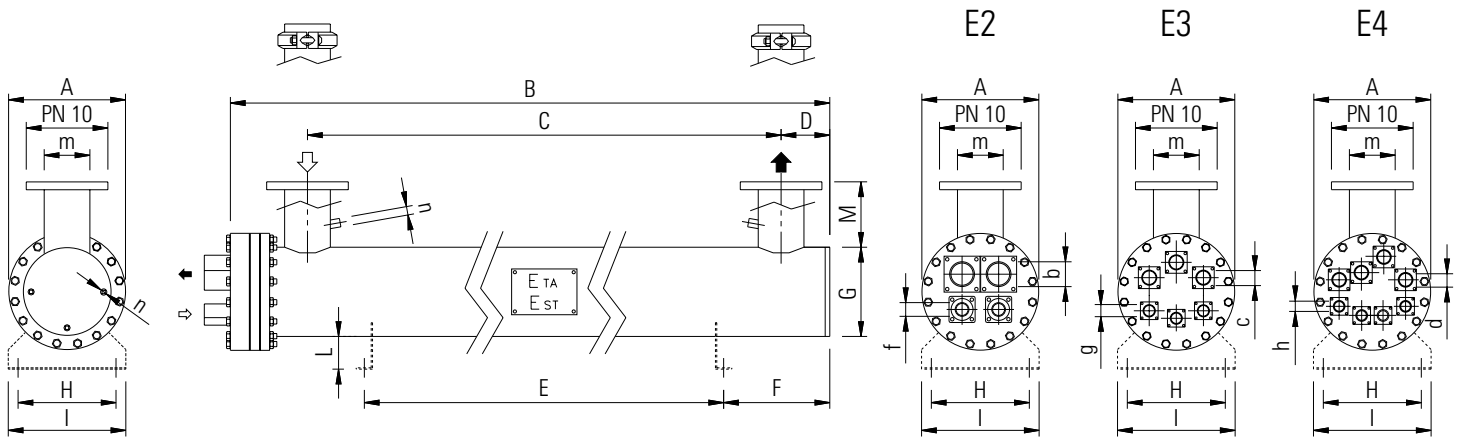 E2 E3 E4
A B A A A
PN 10 C D PN 10 PN 10 PN 10
m m m m
u M
n E TA G b c d
E ST
L f g h
H E F H H H
I I I I